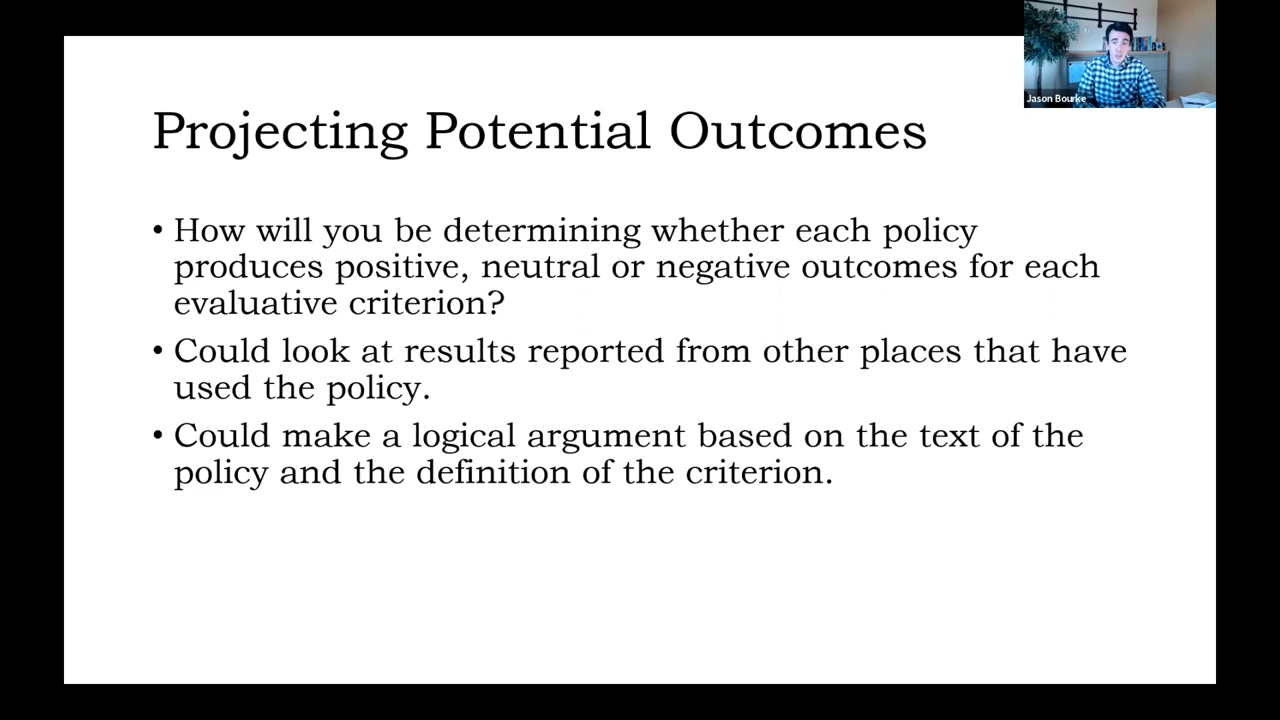 Jason Bourke
Projecting Potential Outcomes
• How will you be determining whether each policy
produces positive, neutral or negative outcomes for each
evaluative criterion?
• Could look at results reported from other places that have
used the policy.
• Could make a logical argument based on the text of the
policy and the definition of the criterion.